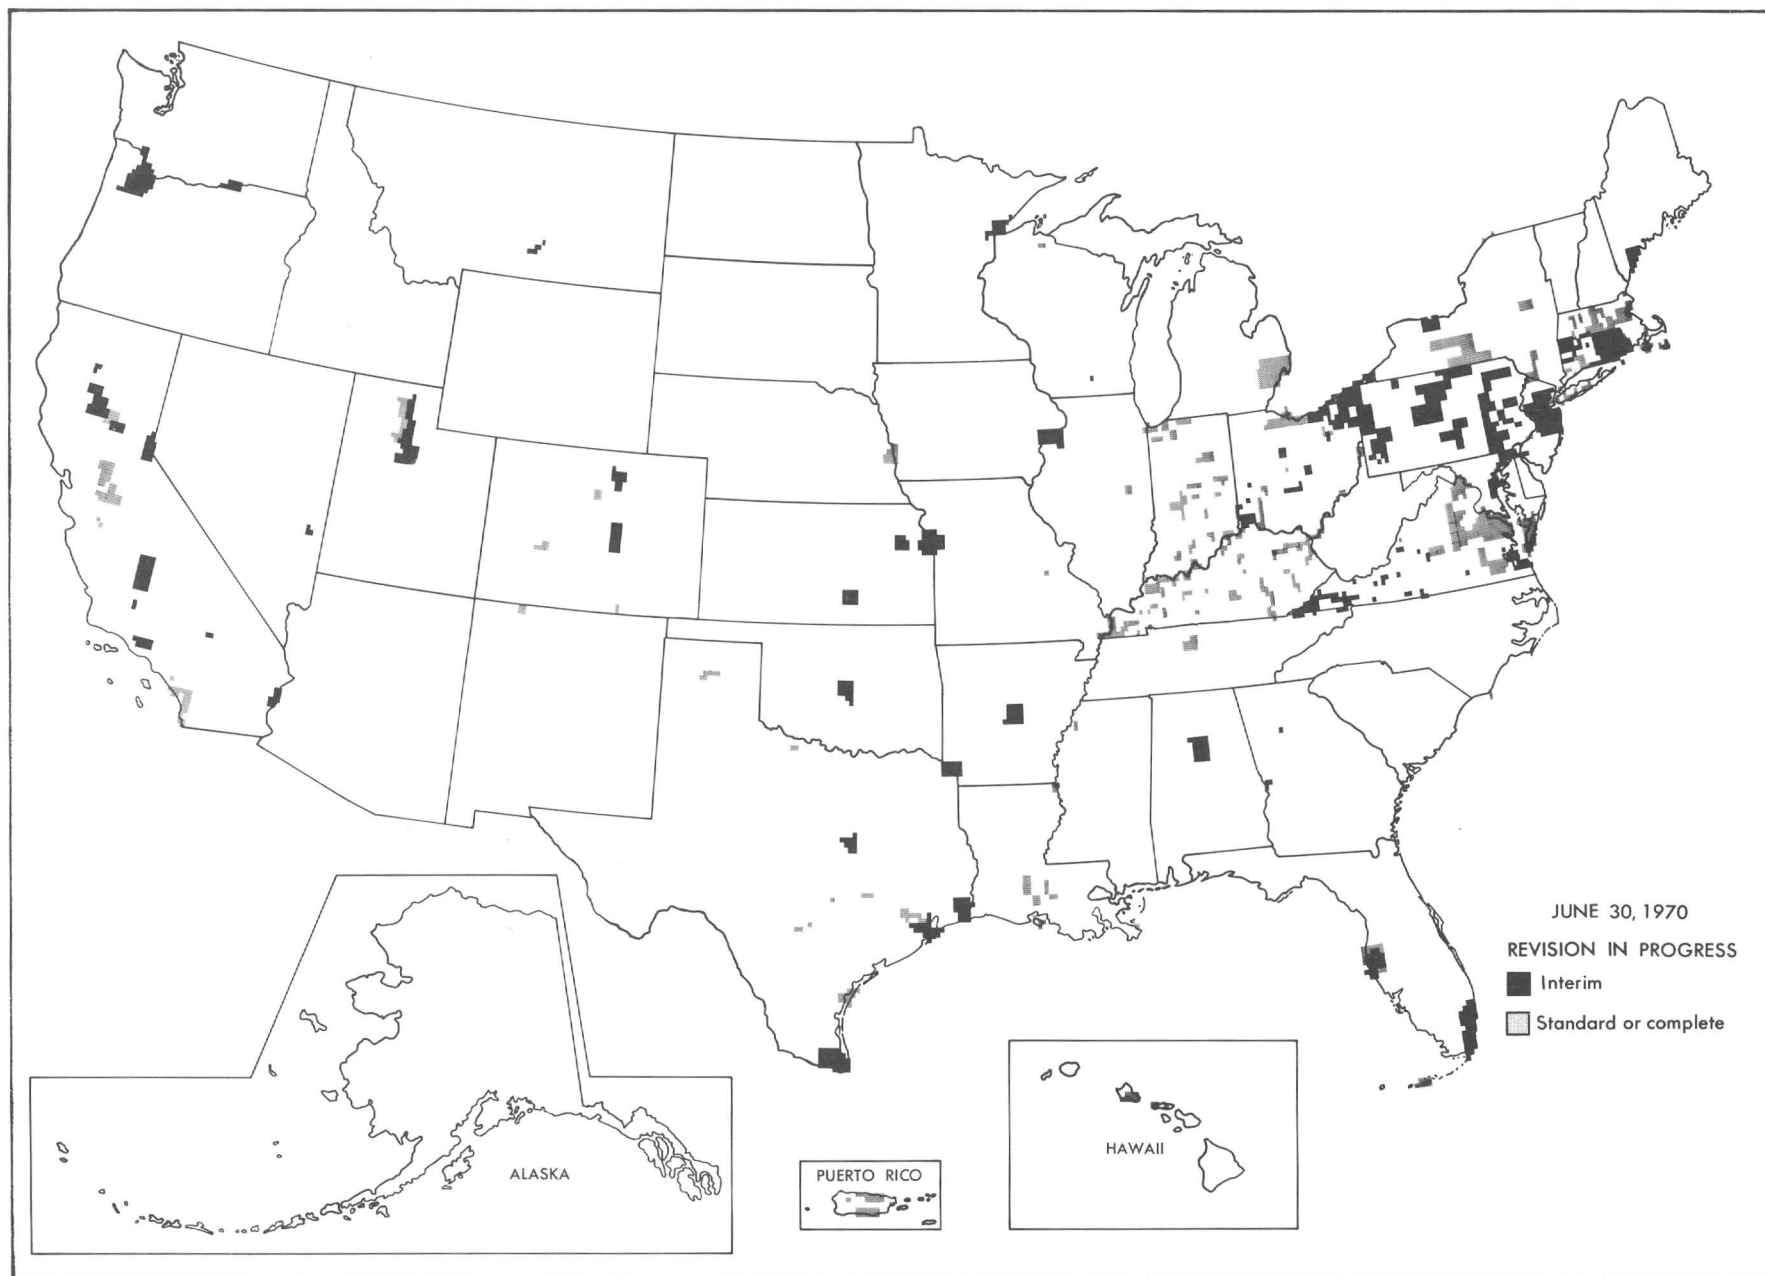 JUNE 30, 1970
REVISION IN PROGRESS
Interim
Standard or complete
ALASKA
PUERTO RICO
HAWAII